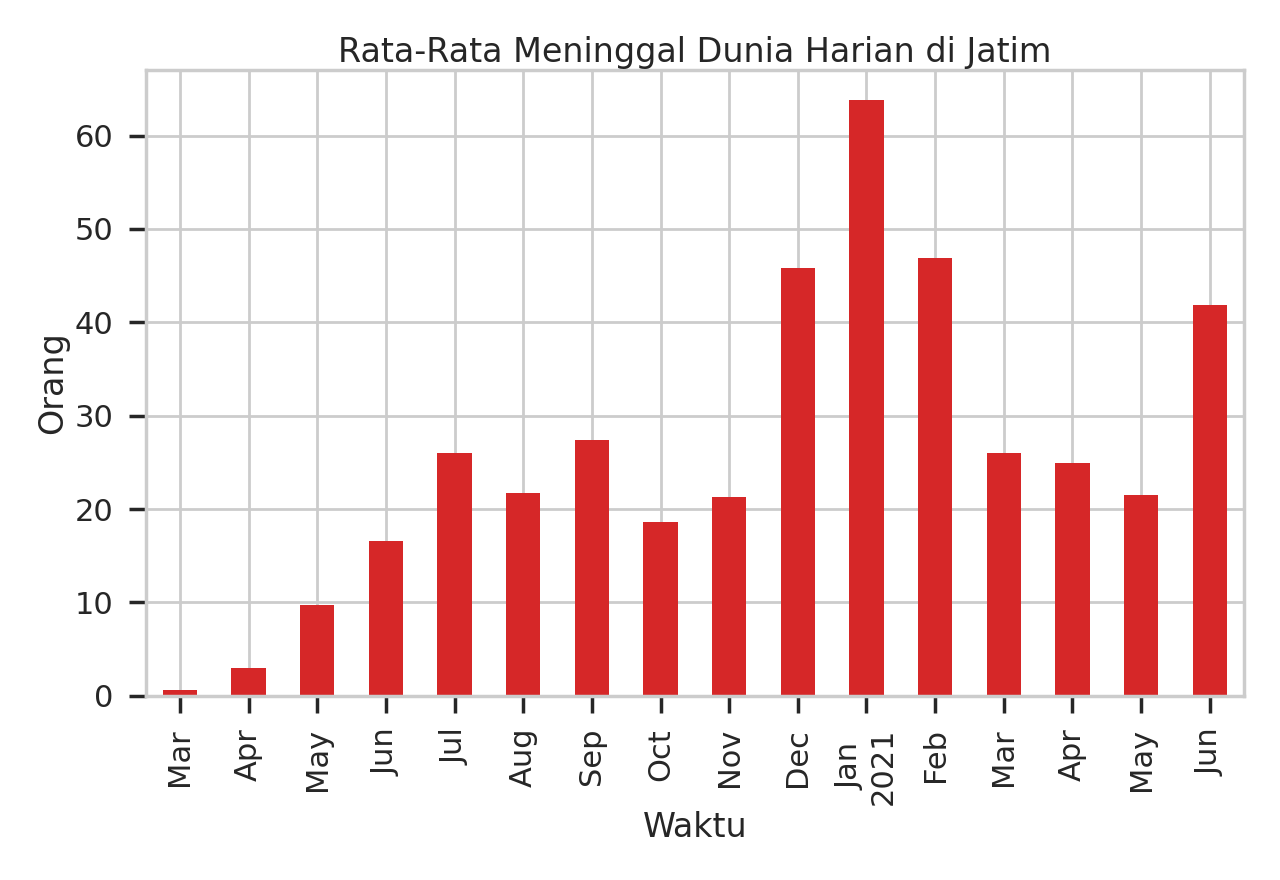 Rata-Rata Meninggal Dunia Harian di Jatim
60
50
40
30
20
10
0
Orang
Mar
Apr
May
Jun
Jul
Aug
Sep
Oct
Nov
Dec
Jan
2021
Feb
Mar
Apr
May
Jun
Waktu